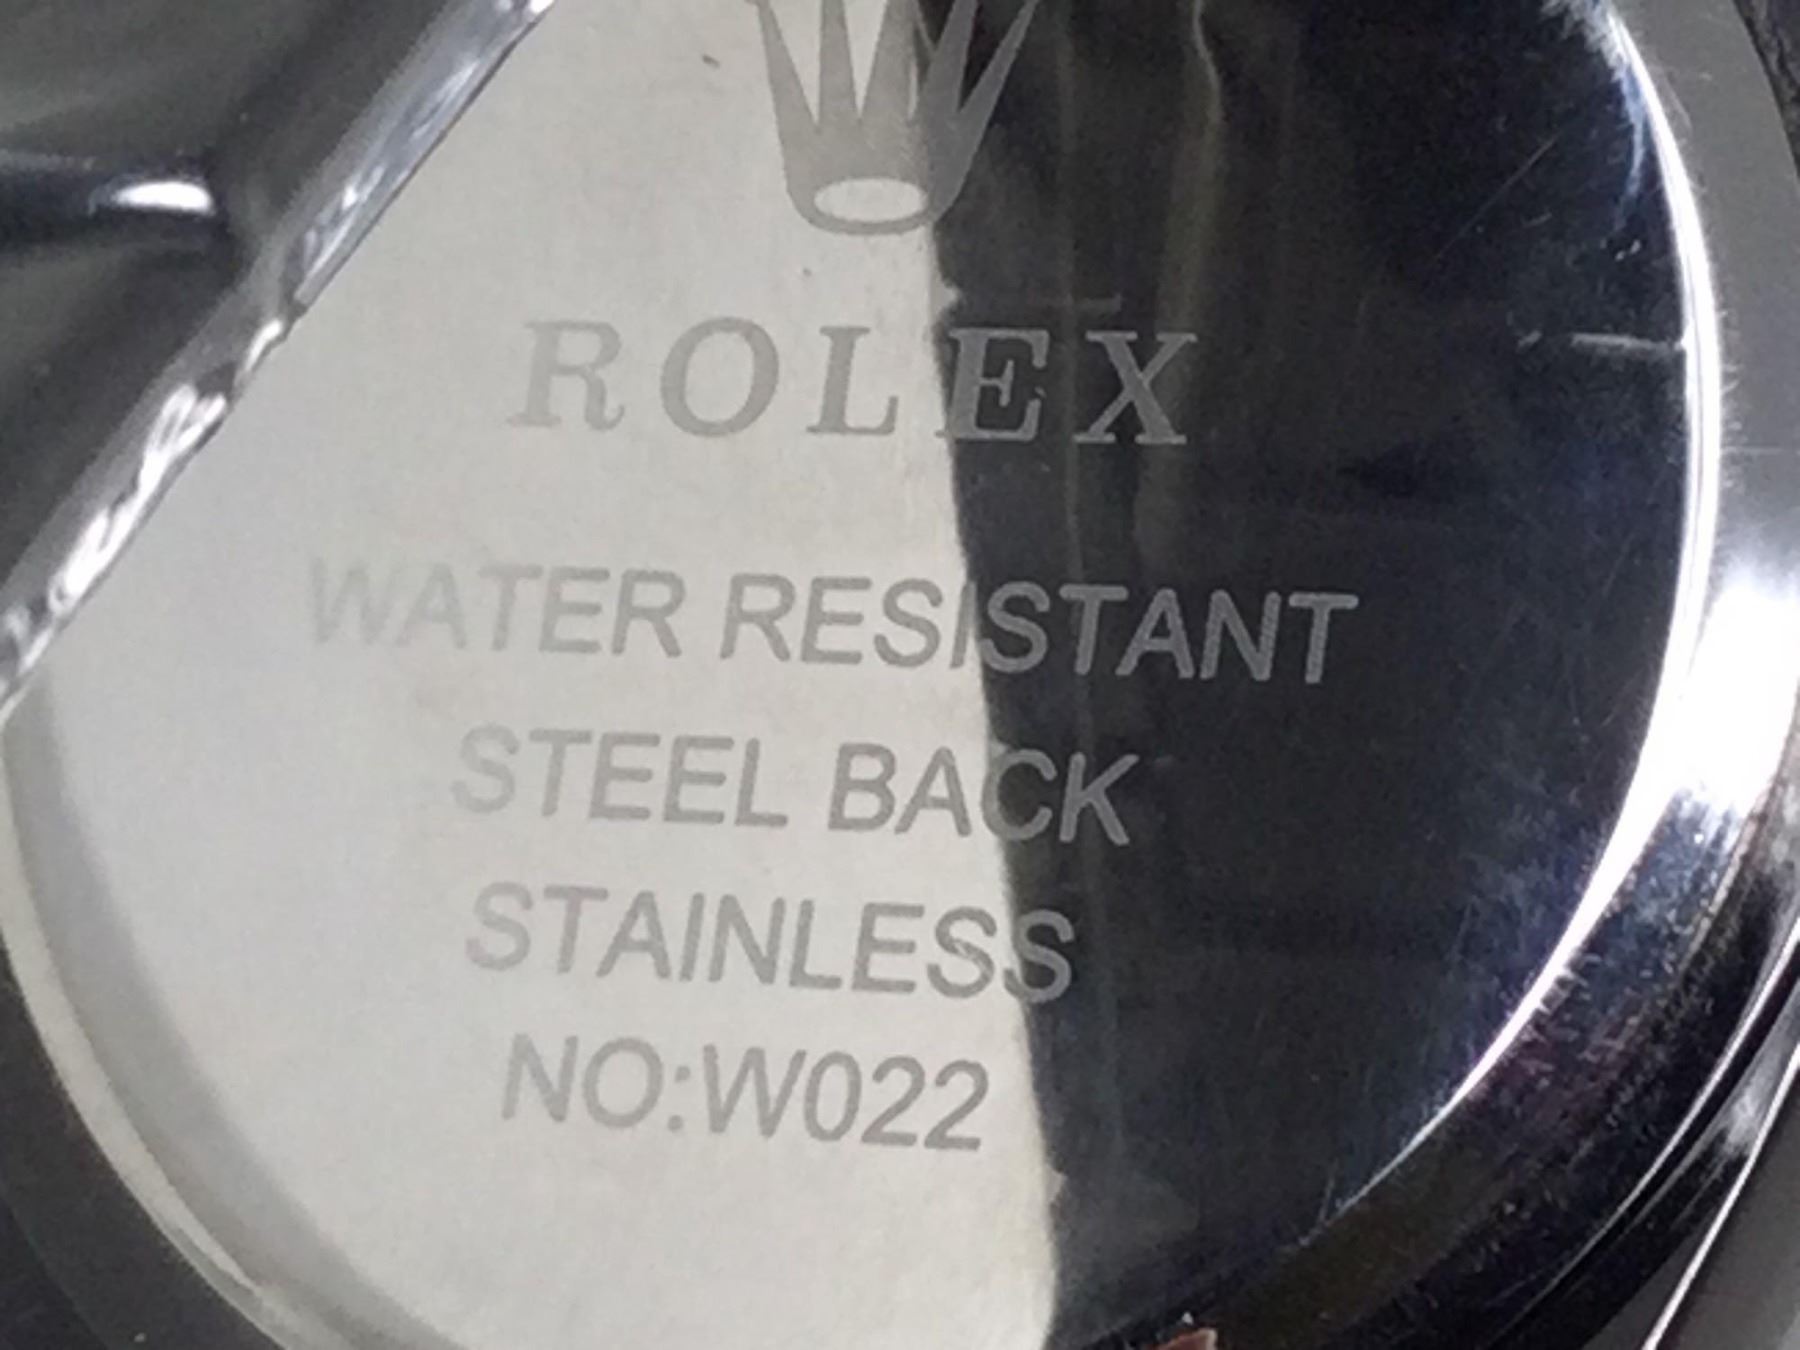 ROLEX
WATER RESISTANT
STEEL BACK
STAINLESS
NO:W022